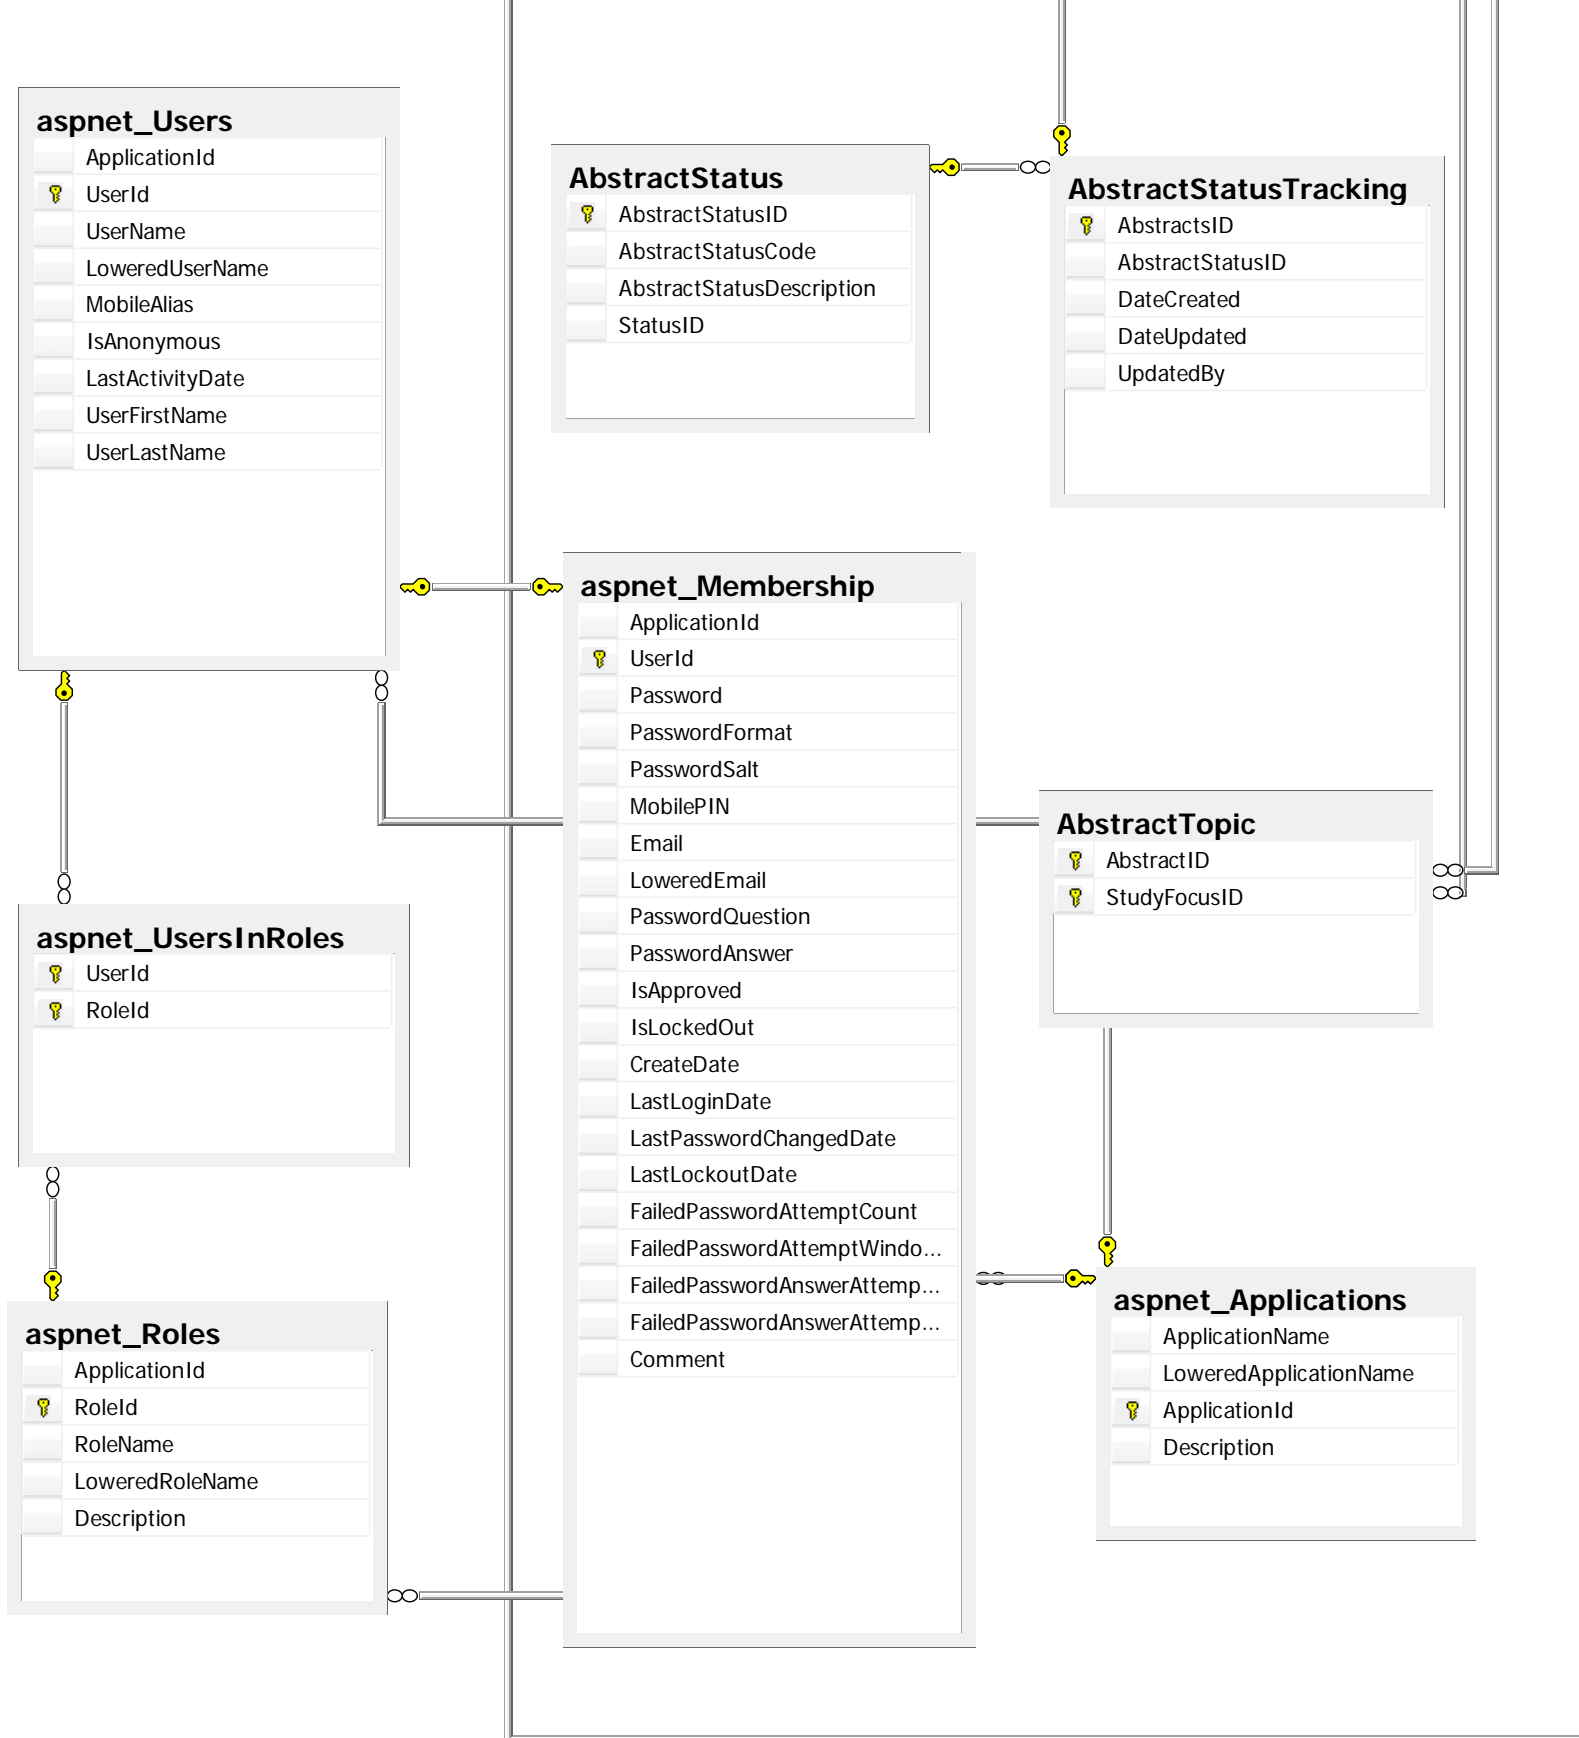 aspnet_Users
ApplicationId
UserId
UserName
LoweredUserName
MobileAlias
IsAnonymous
LastActivityDate
UserFirstName
UserLastName
AbstractStatus
AbstractStatusID
AbstractStatusCode
AbstractStatusDescription
StatusID
AbstractStatusTracking
AbstractsID
AbstractStatusID
DateCreated
DateUpdated
UpdatedBy
aspnet_Membership
ApplicationId
UserId
Password
PasswordFormat
PasswordSalt
MobilePIN
Email
LoweredEmail
PasswordQuestion
PasswordAnswer
IsApproved
IsLockedOut
CreateDate
LastLoginDate
LastPasswordChangedDate
LastLockoutDate
FailedPasswordAttemptCount
FailedPasswordAttemptWindo...
FailedPasswordAnswerAttemp...
FailedPasswordAnswerAttemp...
Comment
AbstractTopic
AbstractID
StudyFocusID
aspnet_UsersInRoles
UserId
RoleId
aspnet_Roles
ApplicationId
RoleId
RoleName
LoweredRoleName
Description
aspnet_Applications
ApplicationName
LoweredApplicationName
ApplicationId
Description